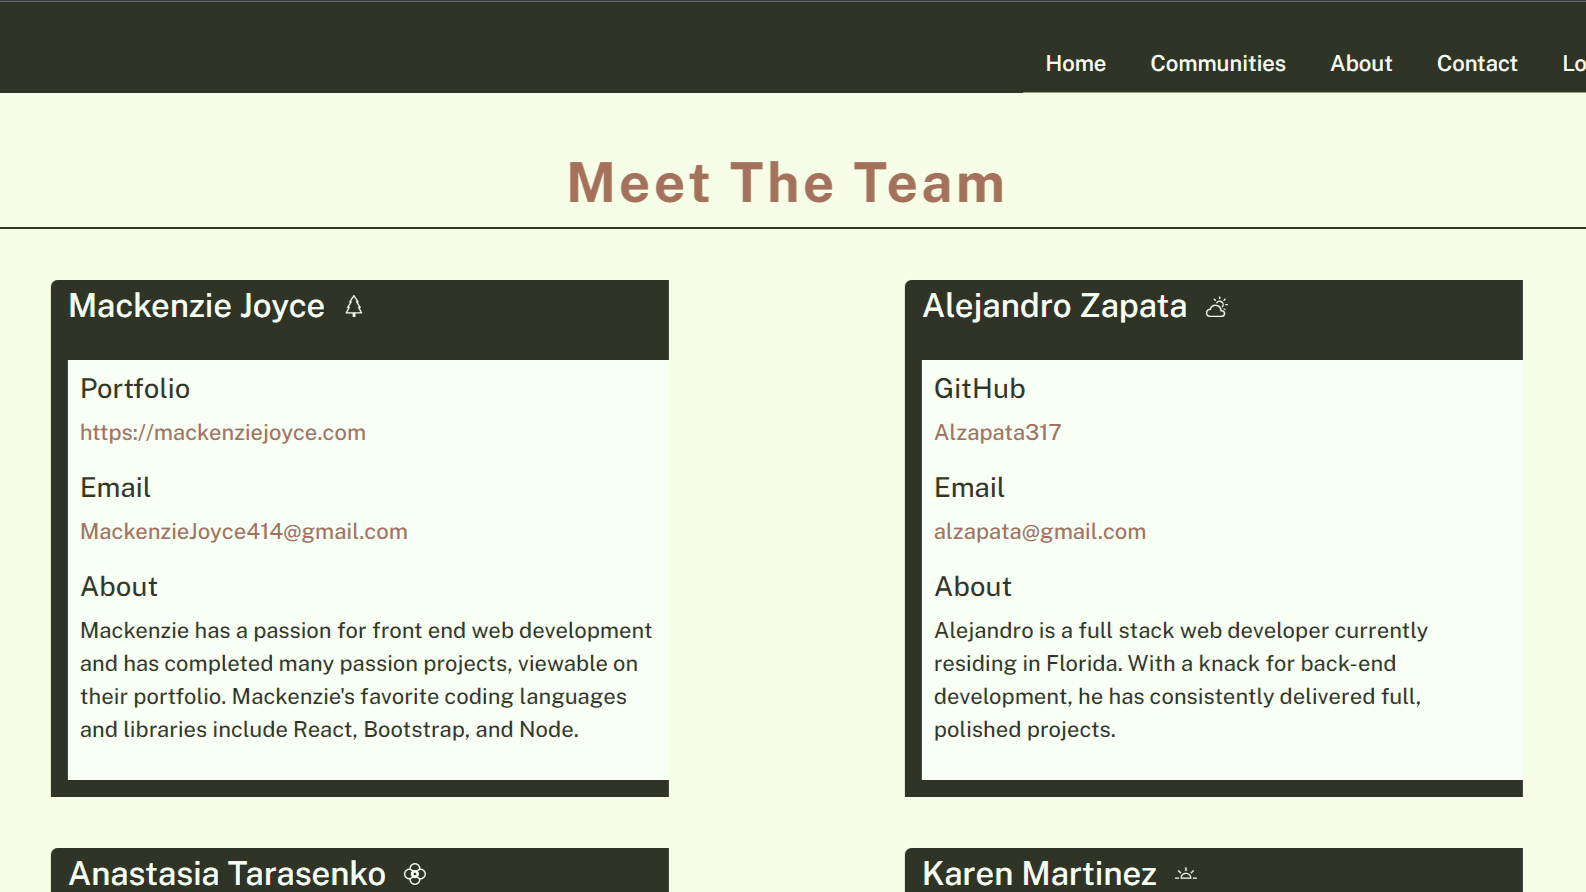 Home Communities About Contact Lo
Meet The Team
Mackenzie Joyce
Portfolio
https://mackenziejoyce.com
Email
MackenzieJoyce414@gmail.com
About
Mackenzie has a passion for front end web development
and has completed many passion projects, viewable on
their portfolio. Mackenzie's favorite coding languages
and libraries include React, Bootstrap, and Node.
Alejandro Zapata
GitHub
Alzapata317
Email
alzapata@gmail.com
About
Alejandro is a full stack web developer currently
residing in Florida. With a knack for back-end
development, he has consistently delivered full,
polished projects.
Anastasia Tarasenko
Karen Martinez